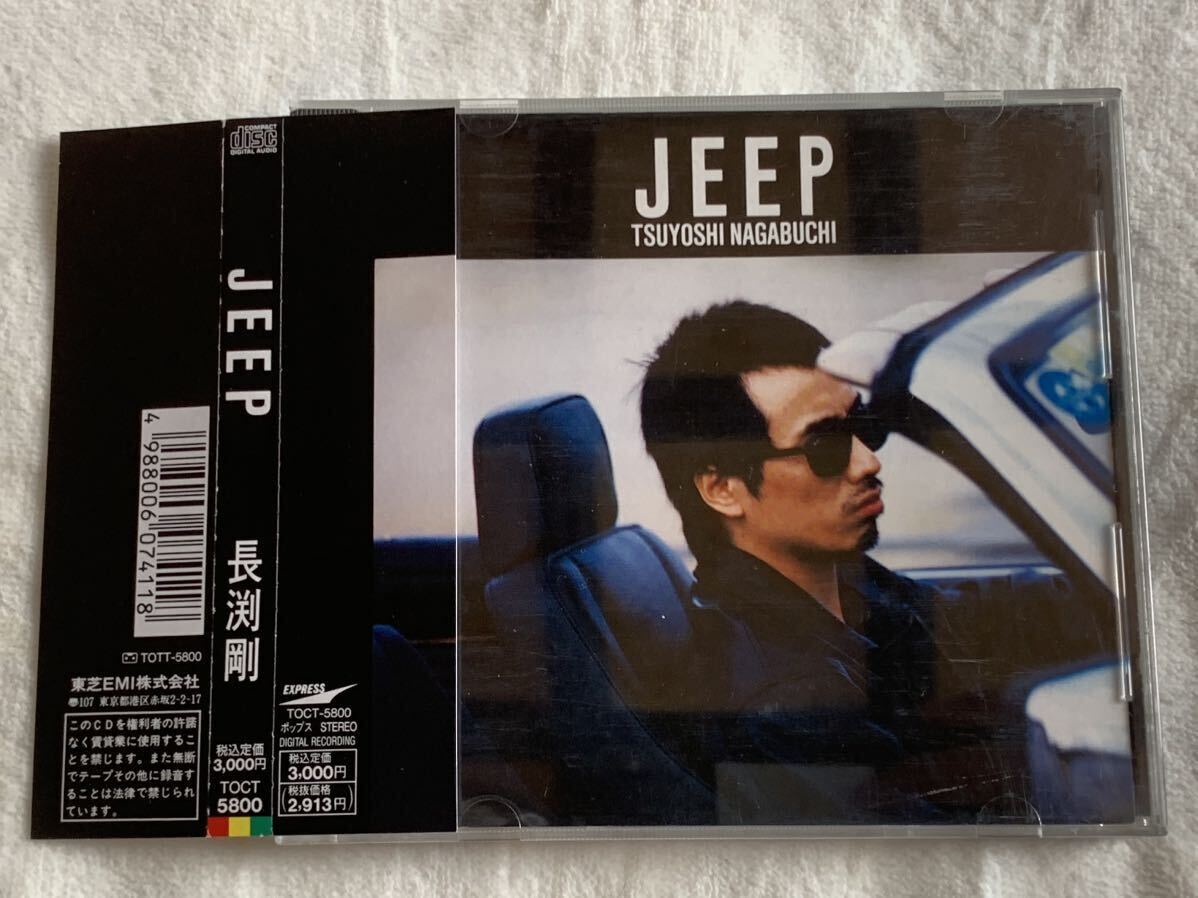 4 988006 074118
TOTT-5800
東芝EMI株式会社
〠107 東京都港区赤坂2-2-17
このCDを権利者の許諾
なく賃貸業に使用するこ
とを禁じます。また無断
でテープその他に録音す
ることは法律で禁じられ
ています。
COMPACT
disc
DIGITAL AUDIO
JEEP
長渕剛
税込定価
3,000円
TOCT
5800
EXPRESS
TOCT-5800
ポップス STEREO
DIGITAL RECORDING
税込定価
3,000円
(税抜価格
2,913円)
JEEP
TSUYOSHI NAGABUCHI